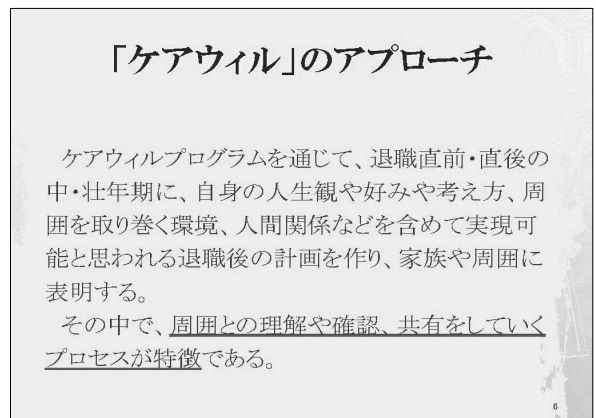 「ケアウィル」のアプローチ
ケアウィルプログラムを通じて、退職直前・直後の
中・壮年期に、自身の人生観や好みや考え方、周
囲を取り巻く環境、人間関係などを含めて実現可
能と思われる退職後の計画を作り、家族や周囲に
表明する。
その中で、周囲との理解や確認、共有をしていく
プロセスが特徴である。
6